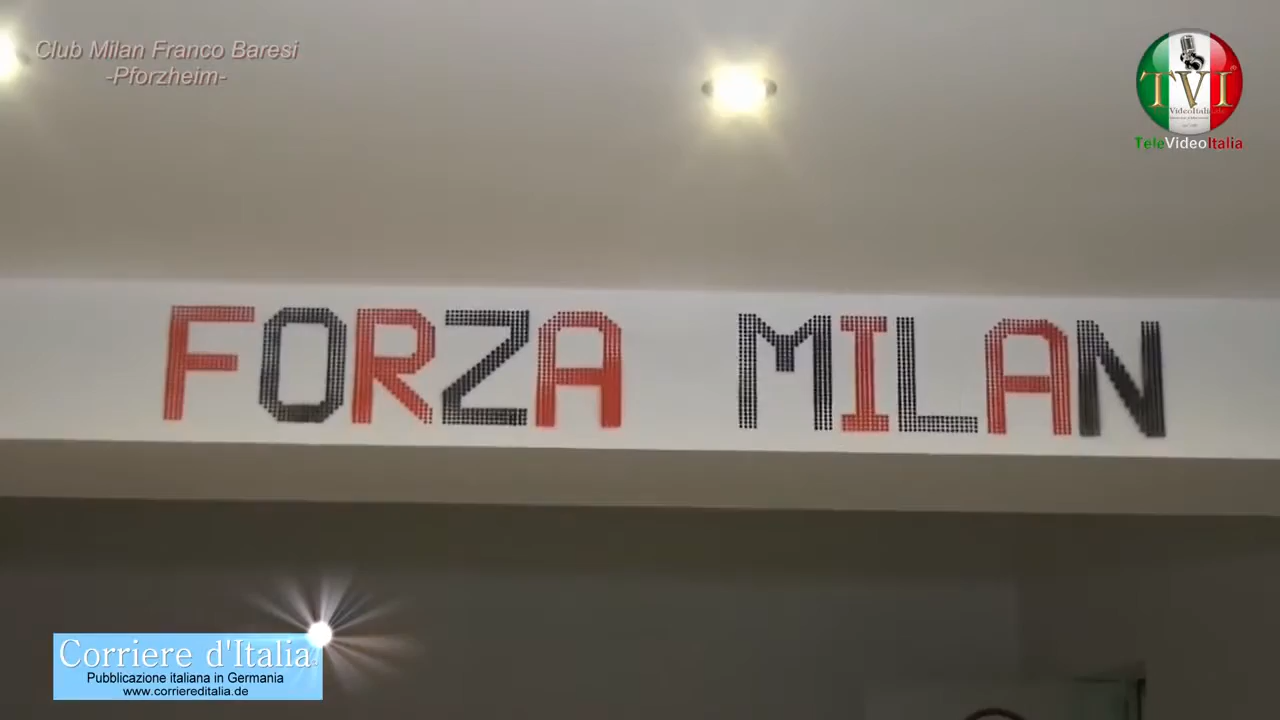 Club Milan Franco Baresi
-Pforzheim-
TVI
TeleVideoItalia
FORZA MILAN
Corriere d'Italia
Pubblicazione italiana in Germania
www.corriereditalia.de